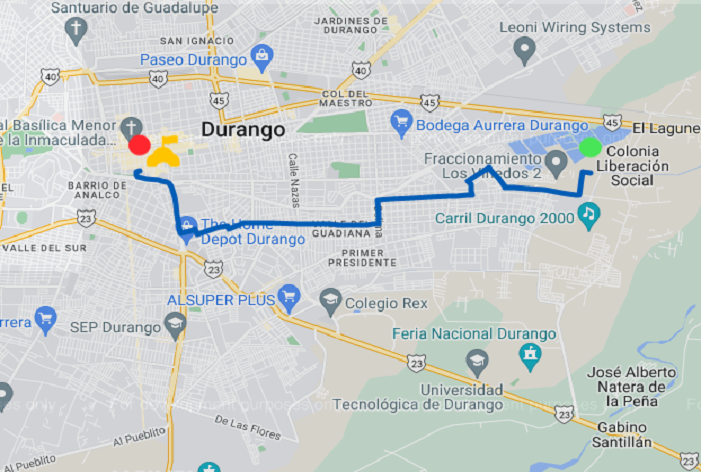 Santuario de Guadalupe
JARDINES DE
DURANGO
Leoni Wiring Systems
SAN IGNACIO
Paseo Durango
40
40
40
COL DEL
MAESTRO
45
45
45
al Basílica Menor
e la Inmaculada...
Durango
Bodega Aurrera Durango
El Lagune
Fraccionamiento
Los Viñedos 2
Colonia
Liberación
Social
Calle Nazas
EL
BARRIO DE
ANALCO
23
The Home
Depot Durango
GUADIANA
Carril Durango 2000
VALLE DEL SUR
PRIMER
PRESIDENTE
23
ALSUPER PLUS
Colegio Rex
rrera
SEP Durango
Feria Nacional Durango
23
José Alberto
Natera de
la Peña
Universidad
Tecnológica de Durango
23
Gabino
Santillán
De Las Flores
Al Pueblito
Al Pueblito